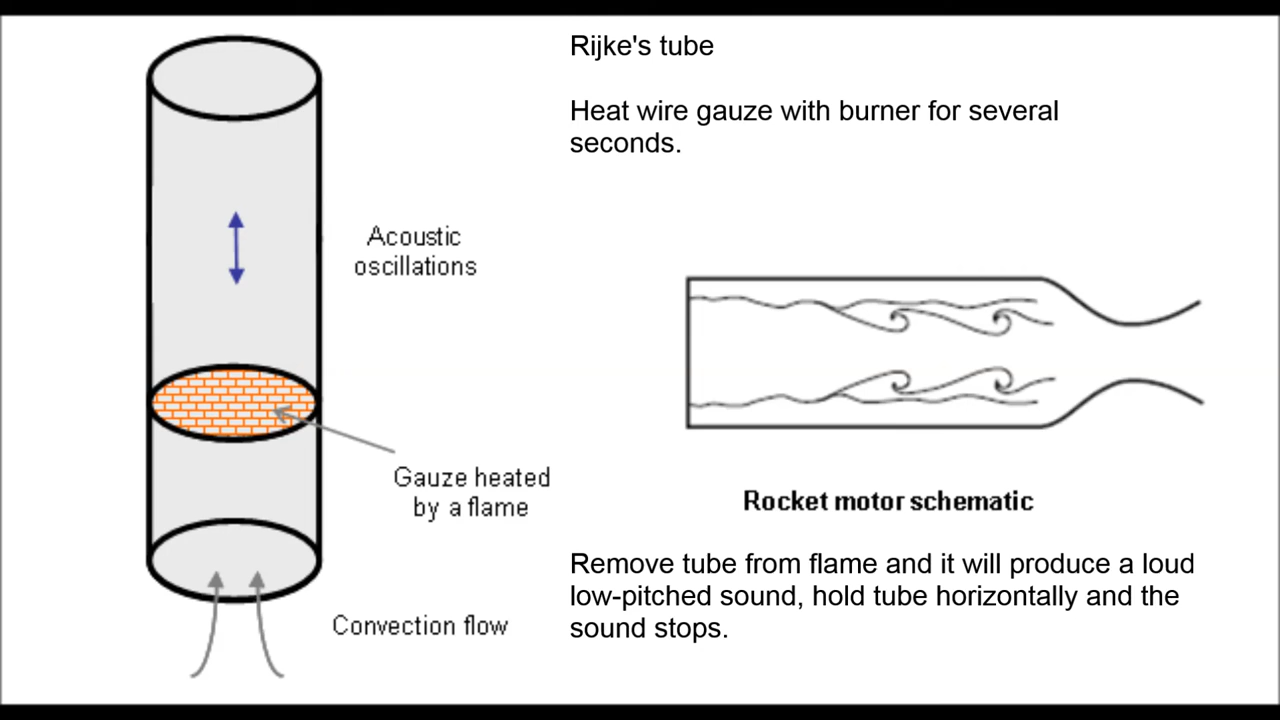 Rijke's tube
Heat wire gauze with burner for several
seconds.
Acoustic
oscillations
Gauze heated
by a flame
Convection flow
Rocket motor schematic
Remove tube from flame and it will produce a loud
low-pitched sound, hold tube horizontally and the
sound stops.